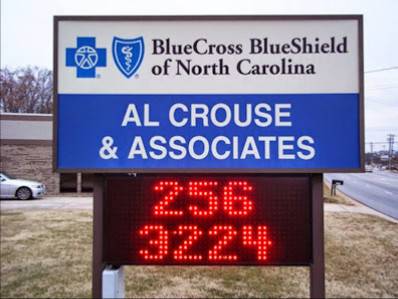 BlueCross BlueShield
of North Carolina
AL CROUSE
& ASSOCIATES
256
3224